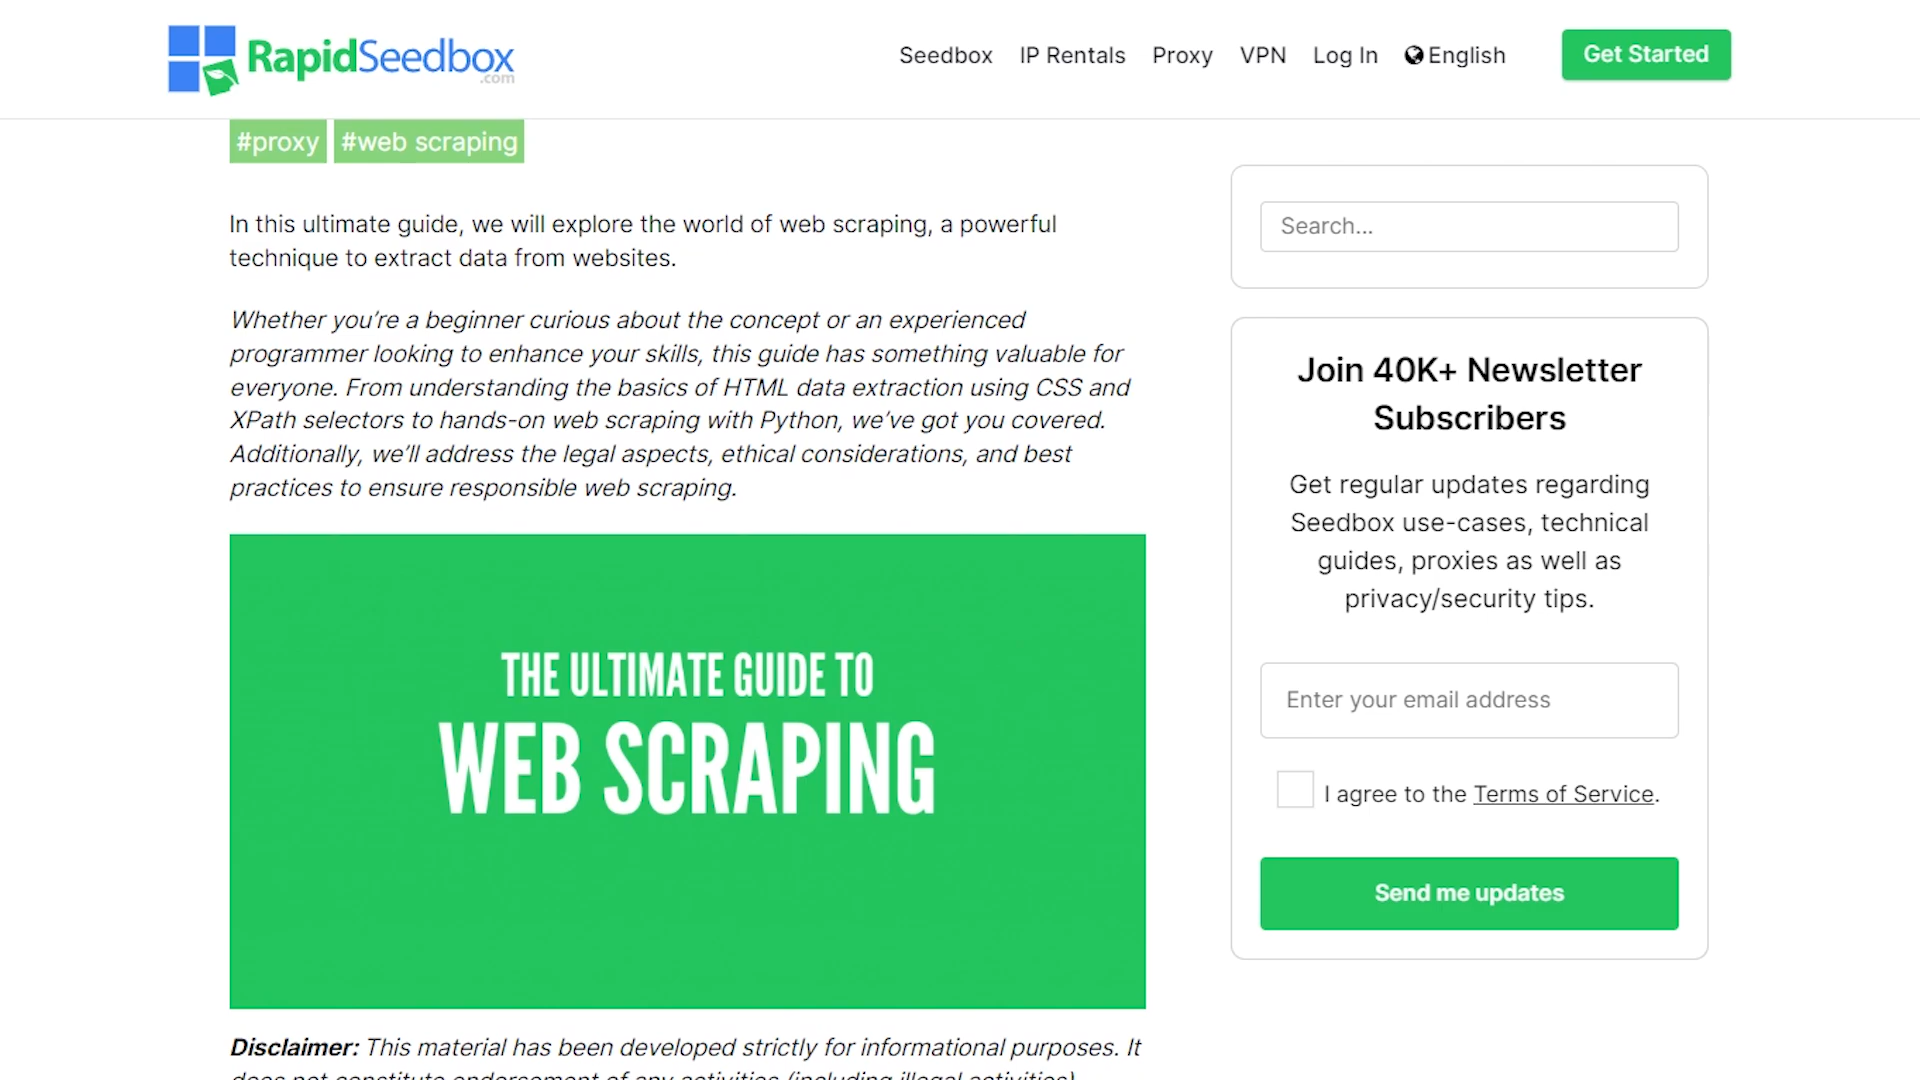 RapidSeedbox
.com
Seedbox IP Rentals Proxy VPN Log In English Get Started
#proxy #web scraping
In this ultimate guide, we will explore the world of web scraping, a powerful
technique to extract data from websites.
Whether you’re a beginner curious about the concept or an experienced
programmer looking to enhance your skills, this guide has something valuable for
everyone. From understanding the basics of HTML data extraction using CSS and
XPath selectors to hands-on web scraping with Python, we’ve got you covered.
Additionally, we’ll address the legal aspects, ethical considerations, and best
practices to ensure responsible web scraping.
THE ULTIMATE GUIDE TO
WEB SCRAPING
Disclaimer: This material has been developed strictly for informational purposes. It
does not constitute endorsement of any activities (including illegal activities)
Search...
Join 40K+ Newsletter
Subscribers
Get regular updates regarding
Seedbox use-cases, technical
guides, proxies as well as
privacy/security tips.
Enter your email address
I agree to the Terms of Service.
Send me updates